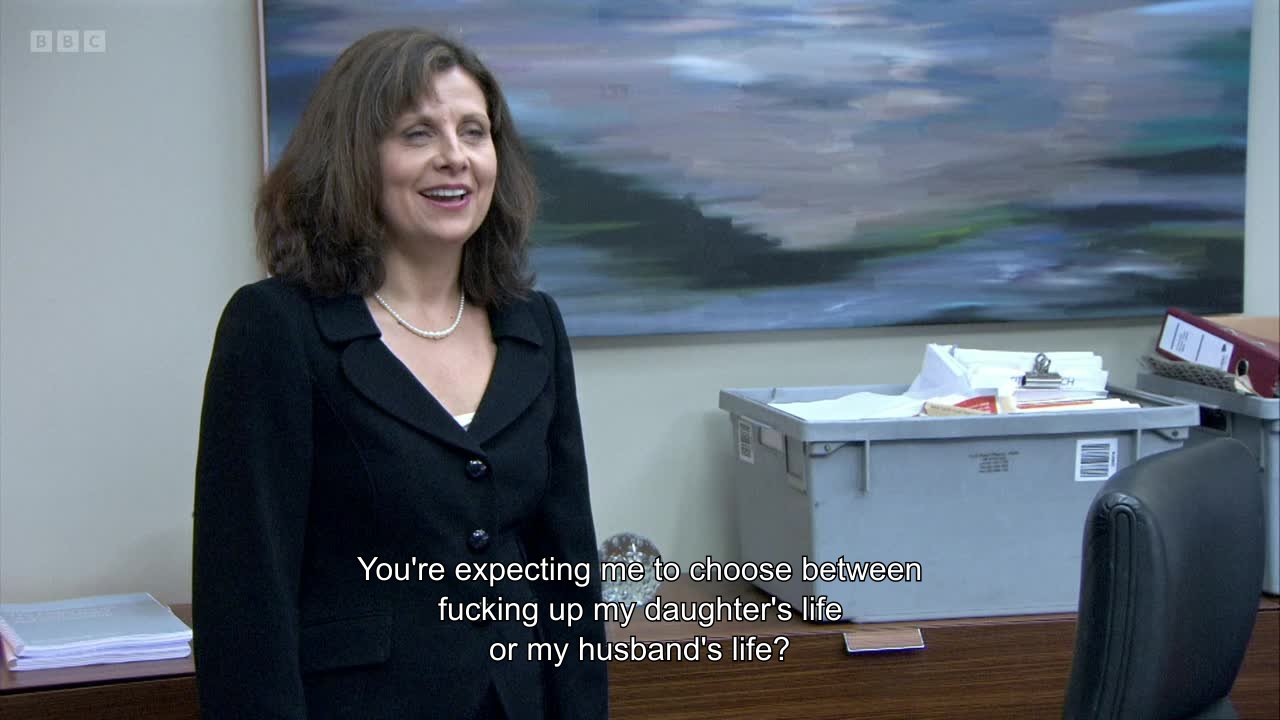 BBC
You're expecting me to choose between
fucking up my daughter's life
or my husband's life?